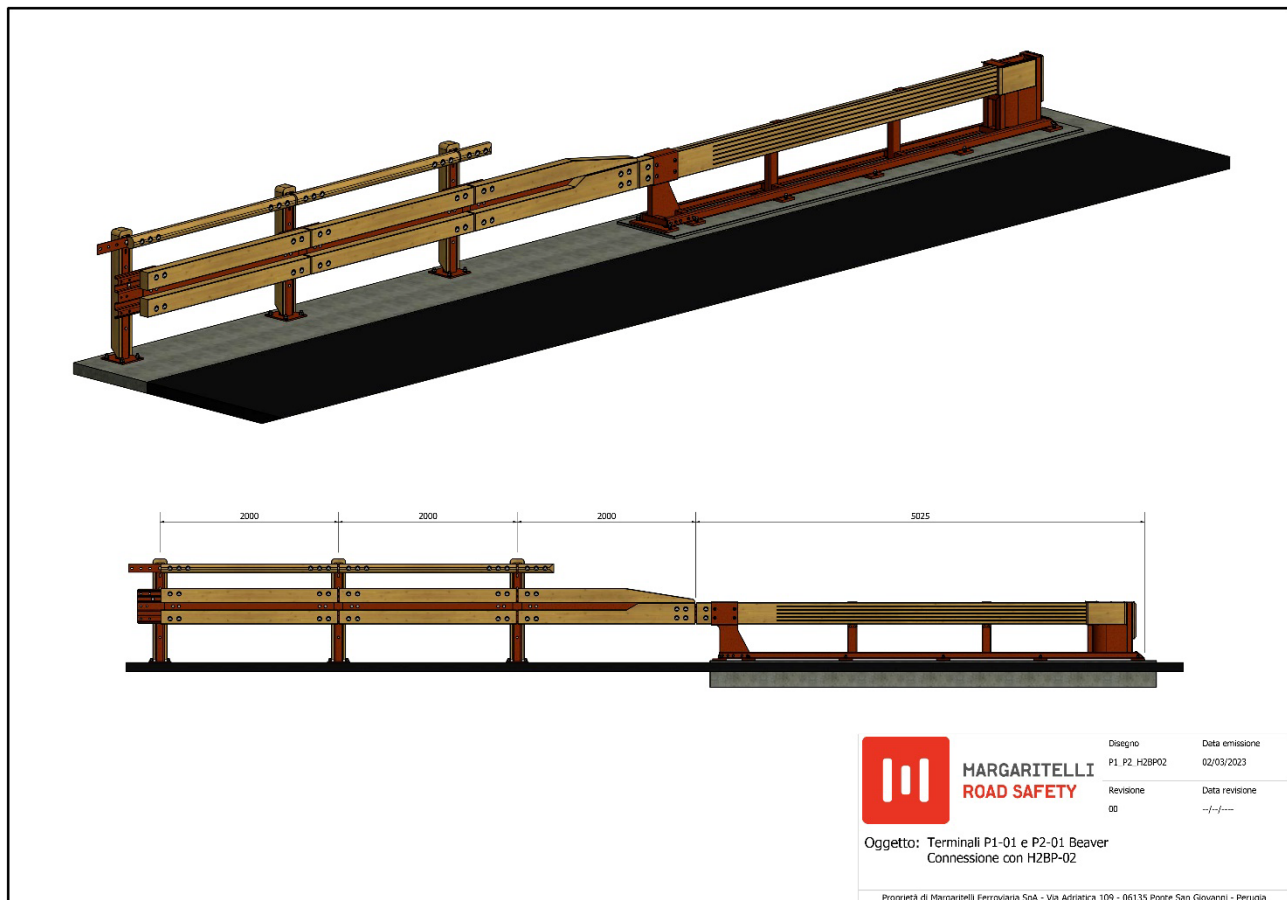 2000 2000 2000 5025
MARGARITELLI
ROAD SAFETY
Disegno Data emissione
P1_P2_H2BP02 02/03/2023
Revisione Data revisione
00 --/--/----
Oggetto: Terminali P1-01 e P2-01 Beaver
Connessione con H2BP-02
Proprietà di Margaritelli Ferroviaria SpA - Via Adriatica 109 - 06135 Ponte San Giovanni - Perugia